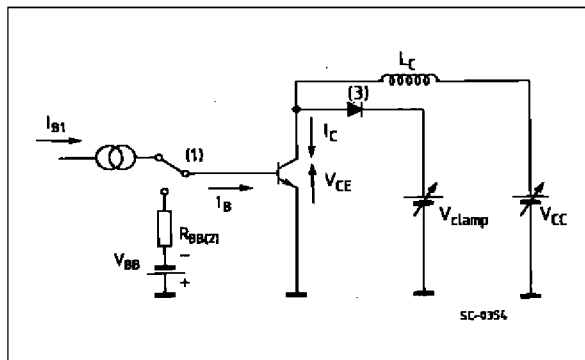 L_C
(3)
I_B1
(1)
I_C
V_CE
I_B
R_BB(2)
V_BB
−
+
V_clamp
V_CC
SC-0354